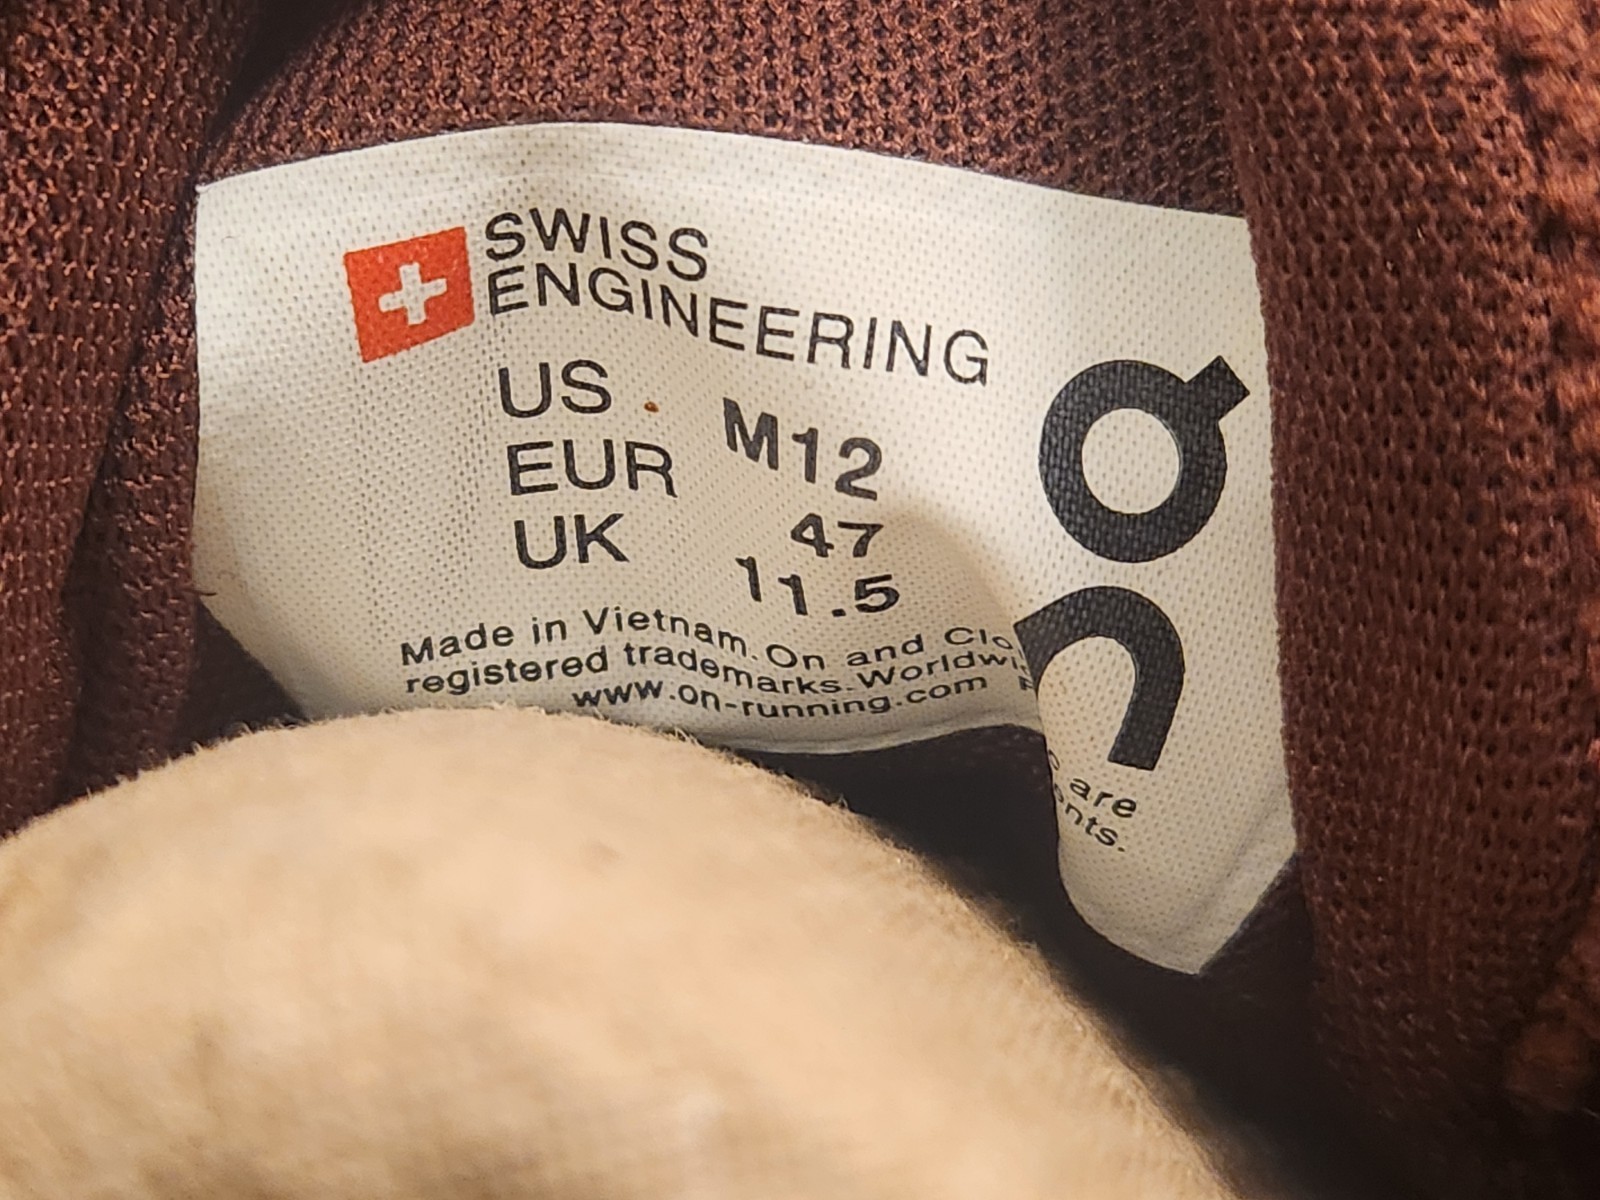 SWISS
ENGINEERING
US M12
EUR 47
UK 11.5
Made in Vietnam. On and are
registered trademarks. 
www.on-running.com
on